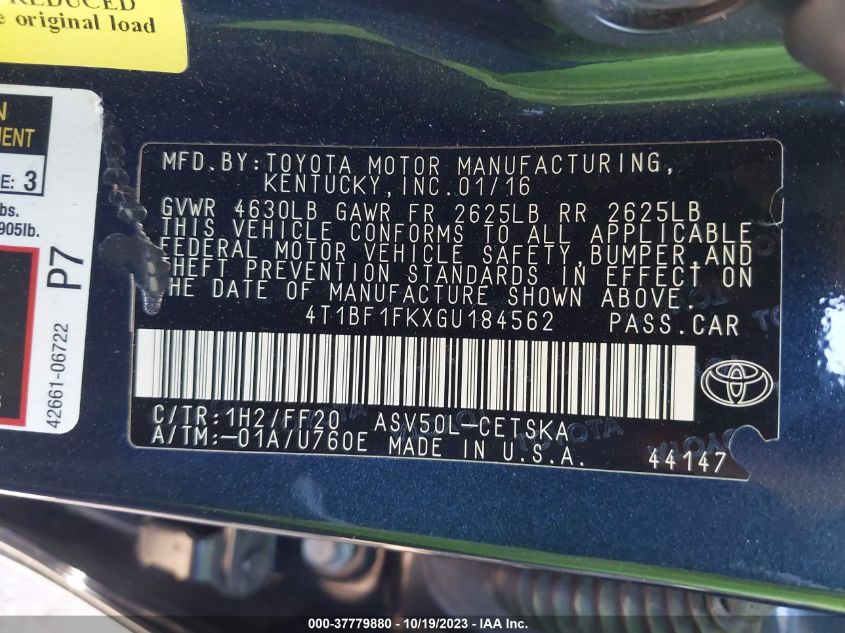 REDUCED
e original load
N
MENT
E: 3
bs.
905lb.
P7
42661-06722
MFD.BY:TOYOTA MOTOR MANUFACTURING,
KENTUCKY,INC.01/16
GVWR 4630LB GAWR FR 2625LB RR 2625LB
THIS VEHICLE CONFORMS TO ALL APPLICABLE
FEDERAL MOTOR VEHICLE SAFETY,BUMPER,AND
THEFT PREVENTION STANDARDS IN EFFECT ON
THE DATE OF MANUFACTURE SHOWN ABOVE.
4T1BF1FKXGU184562 PASS.CAR
C/TR:1H2/FF20 ASV50L-CETSKA
A/TM:-01A/U760E MADE IN U.S.A.
44147
000-37779880 - 10/19/2023 - IAA Inc.